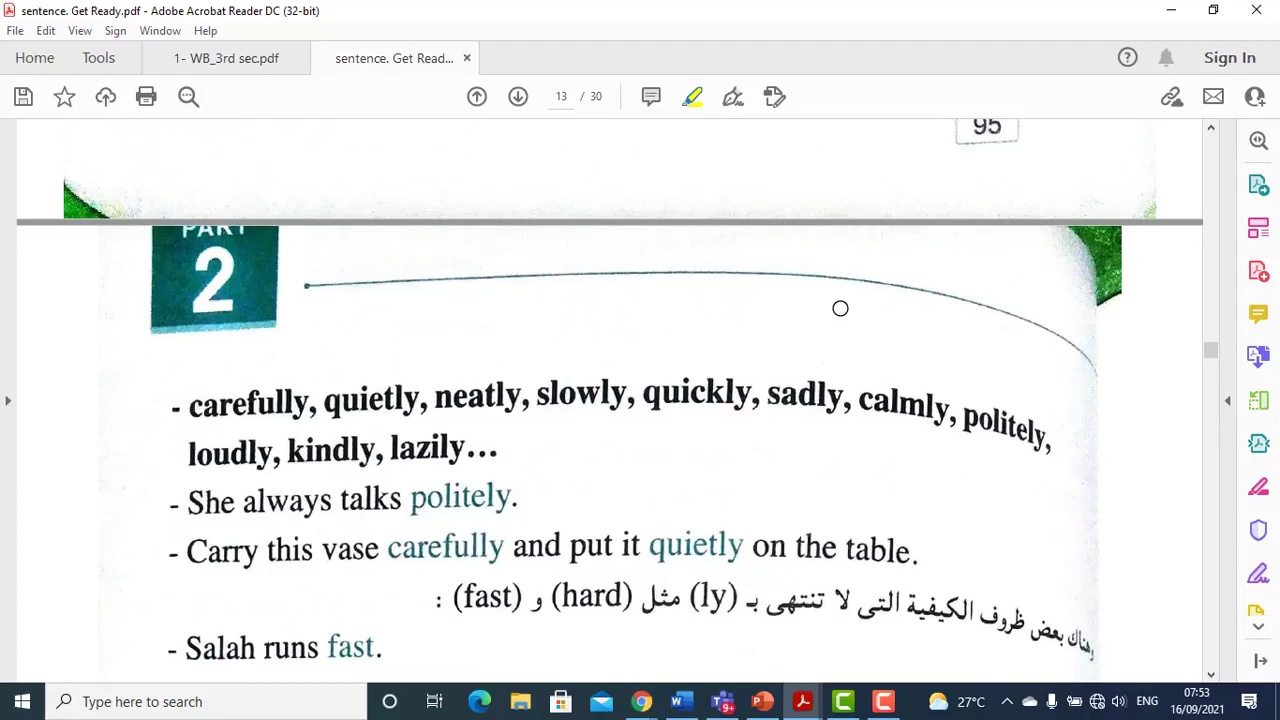 sentence. Get Ready.pdf - Adobe Acrobat Reader DC (32-bit)
File Edit View Sign Window Help
Home Tools 1- WB_3rd sec.pdf sentence. Get Read... × Sign In
13 / 30
95
PART
2
- carefully, quietly, neatly, slowly, quickly, sadly, calmly, politely,
loudly, kindly, lazily...
- She always talks politely.
- Carry this vase carefully and put it quietly on the table.
وهناك بعض ظروف الكيفية التى لا تنتهى بـ (ly) مثل (hard) و (fast) :
- Salah runs fast.
Type here to search 9+ 27°C ENG 07:53
16/09/2021